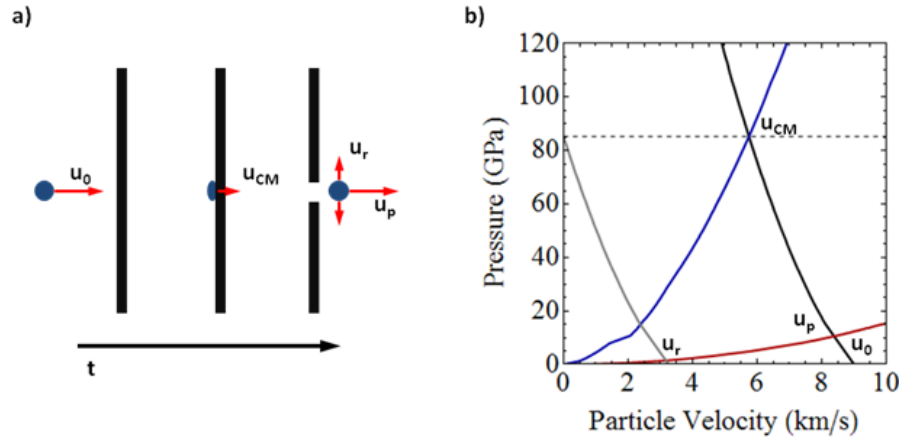 a)
u0
uCM
ur
up
t
b)
Pressure (GPa)
120
100
80
60
40
20
0
uCM
up
u0
ur
0
2
4
6
8
10
Particle Velocity (km/s)